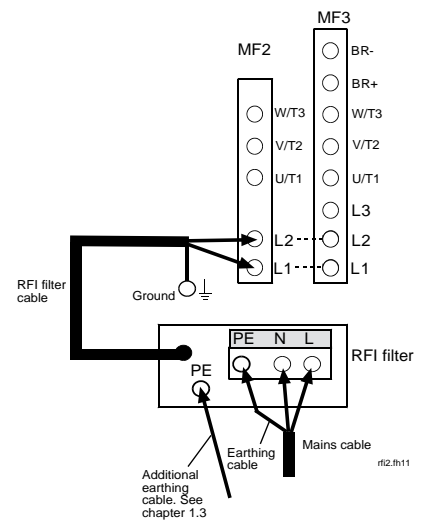 MF3
MF2
BR-
BR+
W/T3
W/T3
V/T2
V/T2
U/T1
U/T1
L3
L2
L2
L1
L1
RFI filter
cable
Ground
PE N L
RFI filter
PE
Mains cable
Earthing
cable
rfi2.fh11
Additional
earthing
cable. See
chapter 1.3